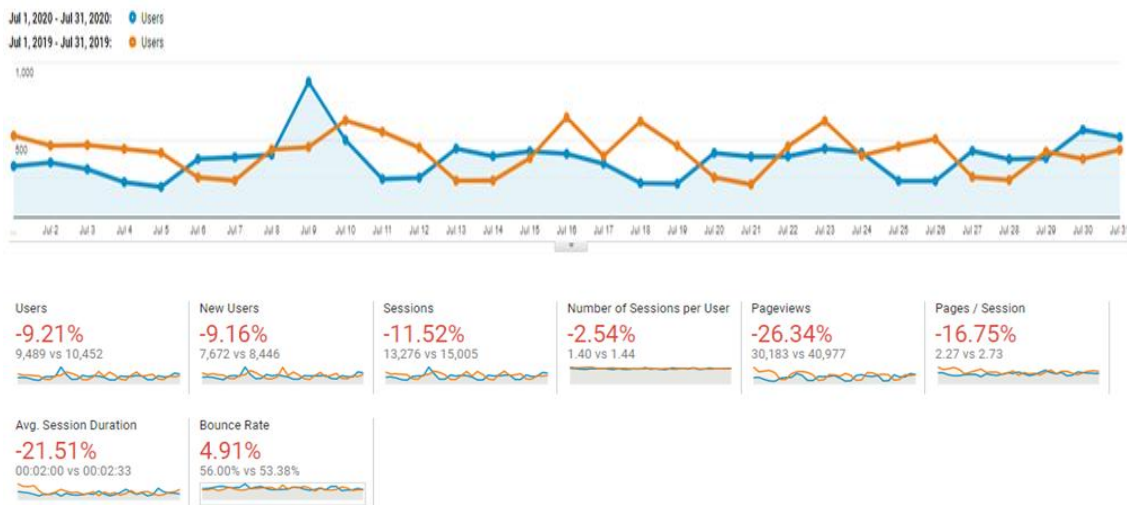 Jul 1, 2020 - Jul 31, 2020: Users
Jul 1, 2019 - Jul 31, 2019: Users
1,000
500
... Jul 2 Jul 3 Jul 4 Jul 5 Jul 6 Jul 7 Jul 8 Jul 9 Jul 10 Jul 11 Jul 12 Jul 13 Jul 14 Jul 15 Jul 16 Jul 17 Jul 18 Jul 19 Jul 20 Jul 21 Jul 22 Jul 23 Jul 24 Jul 25 Jul 26 Jul 27 Jul 28 Jul 29 Jul 30 Jul 31
Users New Users Sessions Number of Sessions per User Pageviews Pages / Session
-9.21% -9.16% -11.52% -2.54% -26.34% -16.75%
9,489 vs 10,452 7,672 vs 8,446 13,276 vs 15,005 1.40 vs 1.44 30,183 vs 40,977 2.27 vs 2.73
Avg. Session Duration Bounce Rate
-21.51% 4.91%
00:02:00 vs 00:02:33 56.00% vs 53.38%